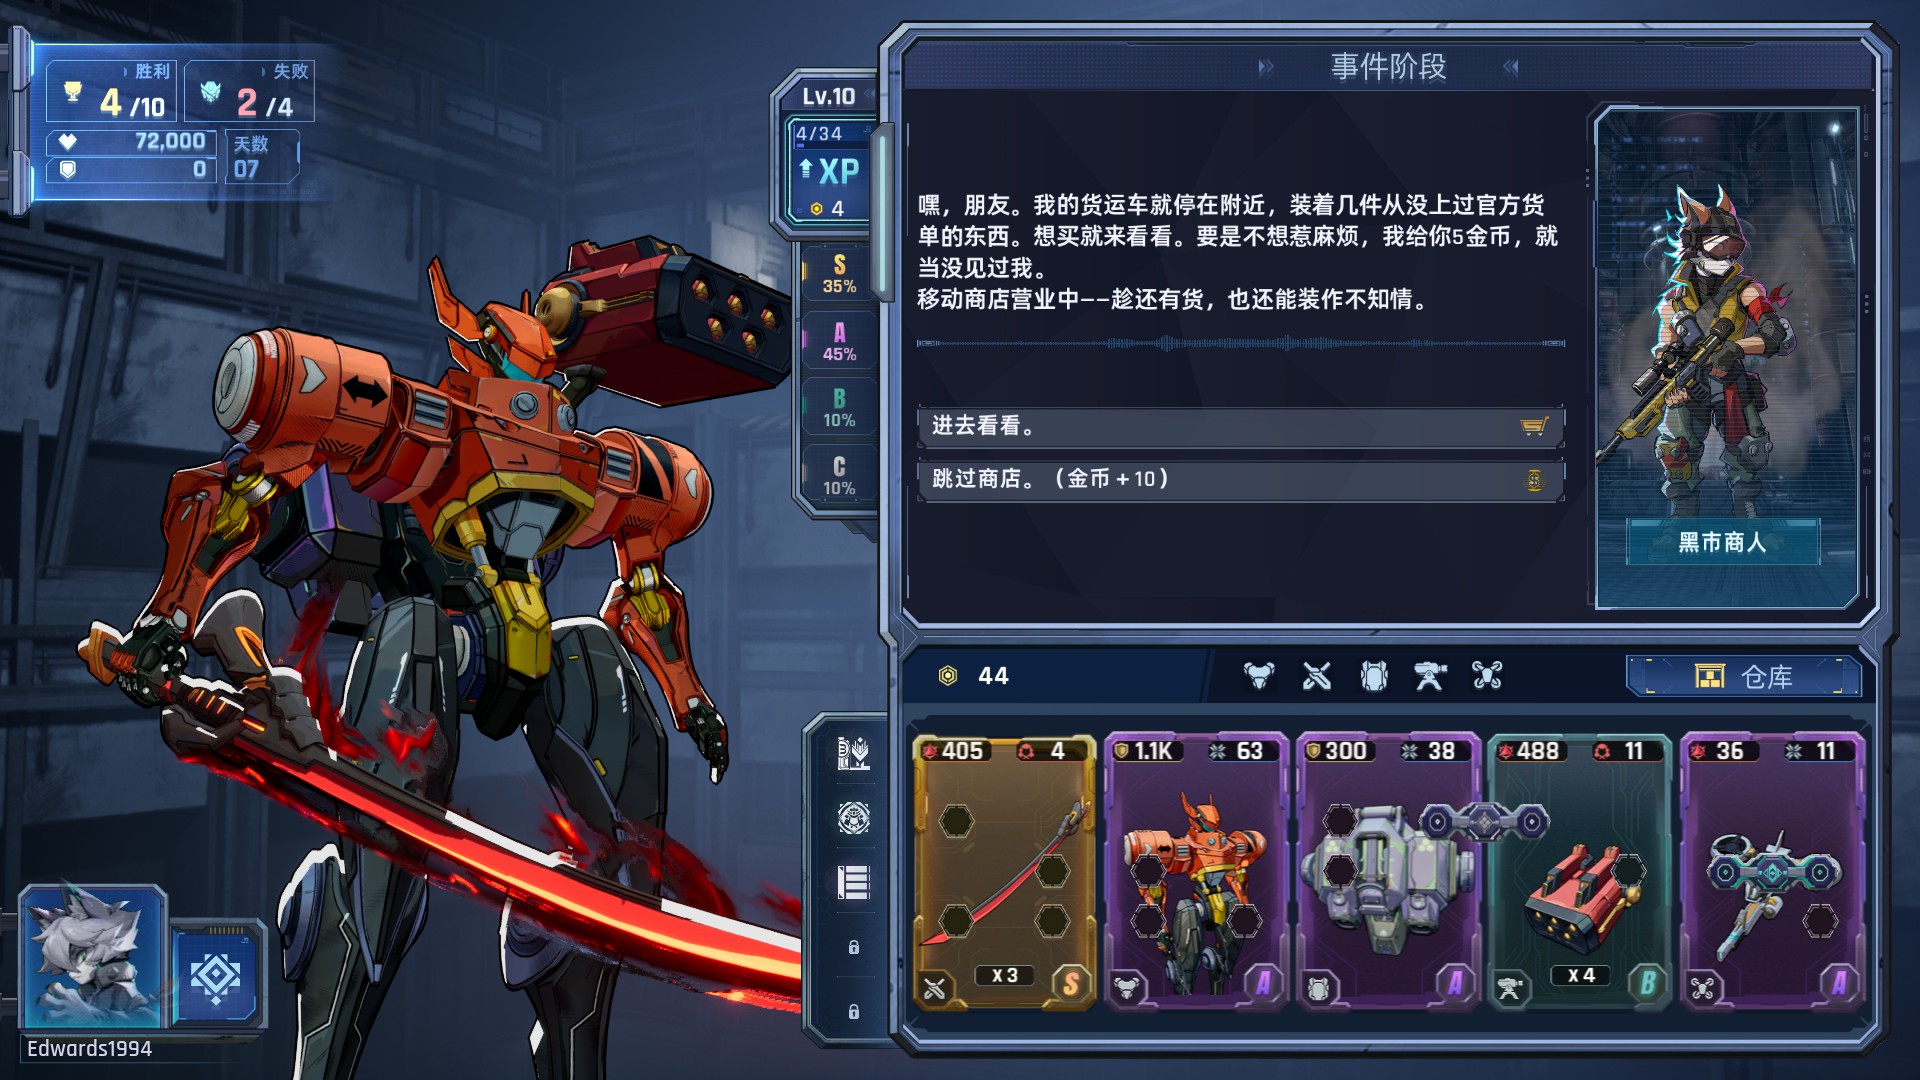 胜利
4/10
失败
2/4
72,000
0
天数
07
Lv.10
4/34
XP
4
S
35%
A
45%
B
10%
C
10%
事件阶段
嘿，朋友。我的货运车就停在附近，装着几件从没上过官方货
单的东西。想买就来看看。要是不想惹麻烦，我给你5金币，就
当没见过我。
移动商店营业中——趁还有货，也还能装作不知情。
进去看看。
跳过商店。（金币+10）
黑市商人
44
仓库
405 4
x3
S
1.1K 63
A
300 38
A
488 11
x4
B
36 11
A
Edwards1994